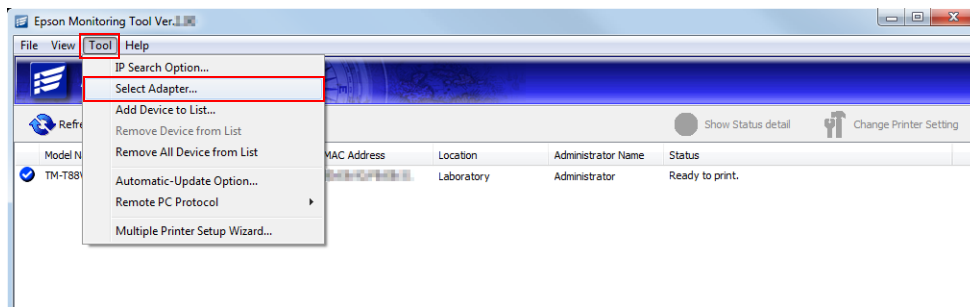 Epson Monitoring Tool Ver.
File View Tool Help
IP Search Option...
Select Adapter...
Add Device to List...
Remove Device from List
Remove All Device from List
Automatic-Update Option...
Remote PC Protocol
Multiple Printer Setup Wizard...
Refre
Show Status detail
Change Printer Setting
Model N
MAC Address
Location
Administrator Name
Status
TM-T88V
Laboratory
Administrator
Ready to print.